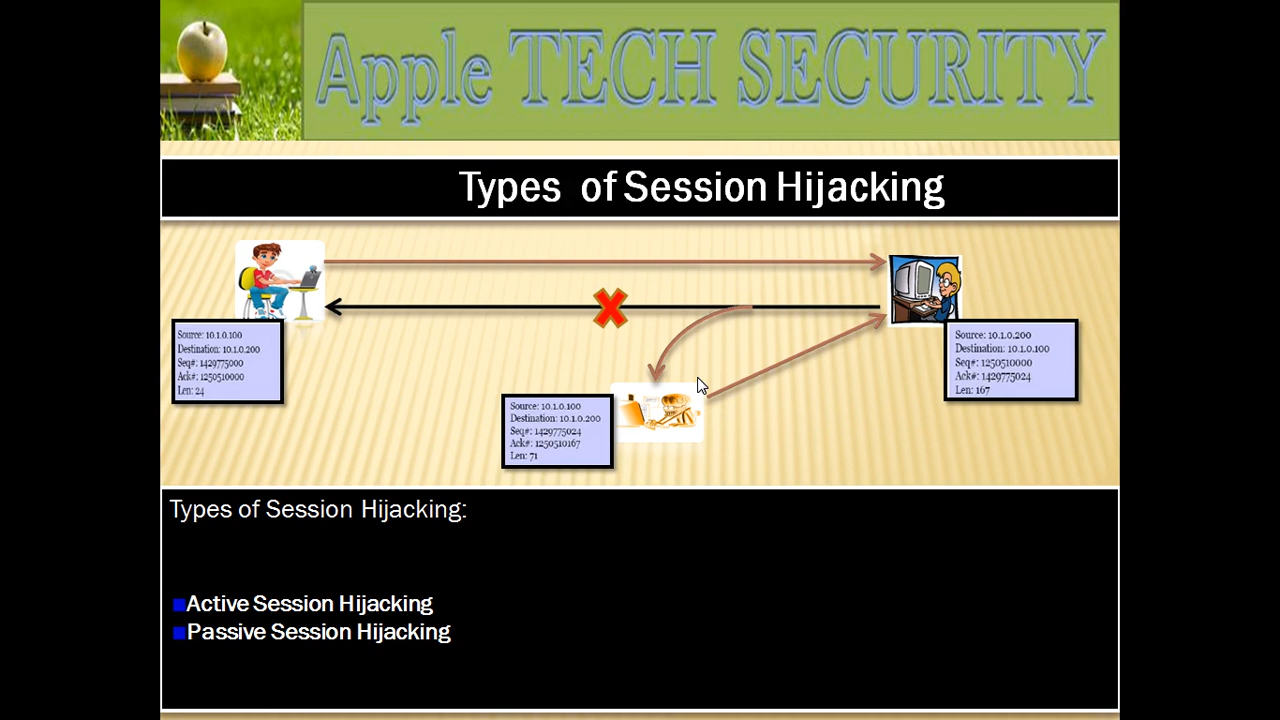 Apple TECH SECURITY
Types of Session Hijacking
Source: 10.1.0.100
Destination: 10.1.0.200
Seq#: 1429775000
Ack#: 1250510000
Len: 24
Source: 10.1.0.200
Destination: 10.1.0.100
Seq#: 1250510000
Ack#: 1429775024
Len: 167
Source: 10.1.0.100
Destination: 10.1.0.200
Seq#: 1429775024
Ack#: 1250510167
Len: 71
Types of Session Hijacking:
Active Session Hijacking
Passive Session Hijacking